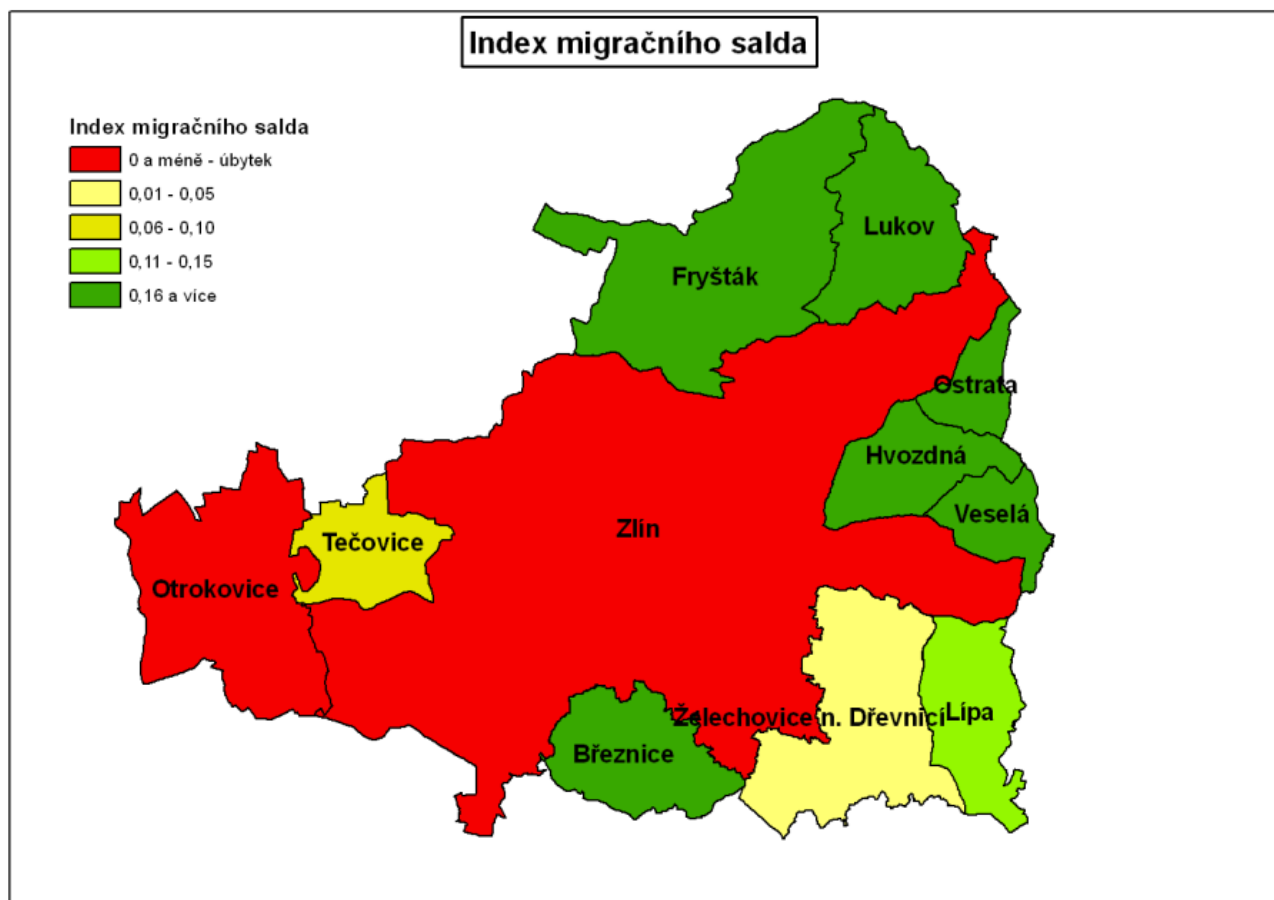 Index migračního salda
Index migračního salda
0 a méně - úbytek
0,01 - 0,05
0,06 - 0,10
0,11 - 0,15
0,16 a více
Lukov
Fryšták
Ostrata
Hvozdná
Veselá
Zlín
Tečovice
Otrokovice
Želechovice n. Dřevnicí
Lípa
Březnice